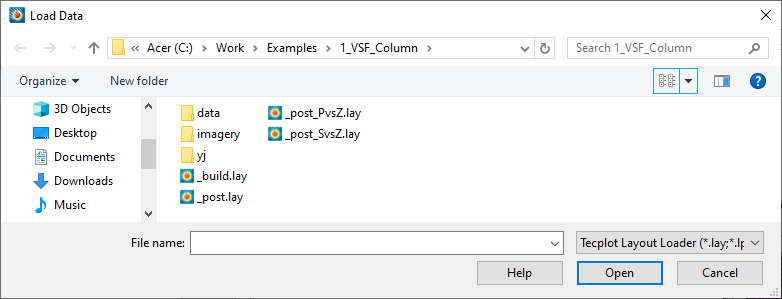 Load Data
Acer (C:) Work Examples 1_VSF_Column Search 1_VSF_Column
Organize New folder ?
3D Objects
Desktop
Documents
Downloads
Music
data
imagery
yj
_build.lay
_post.lay
_post_PvsZ.lay
_post_SvsZ.lay
File name: Tecplot Layout Loader (*.lay;*.lp
Help Open Cancel